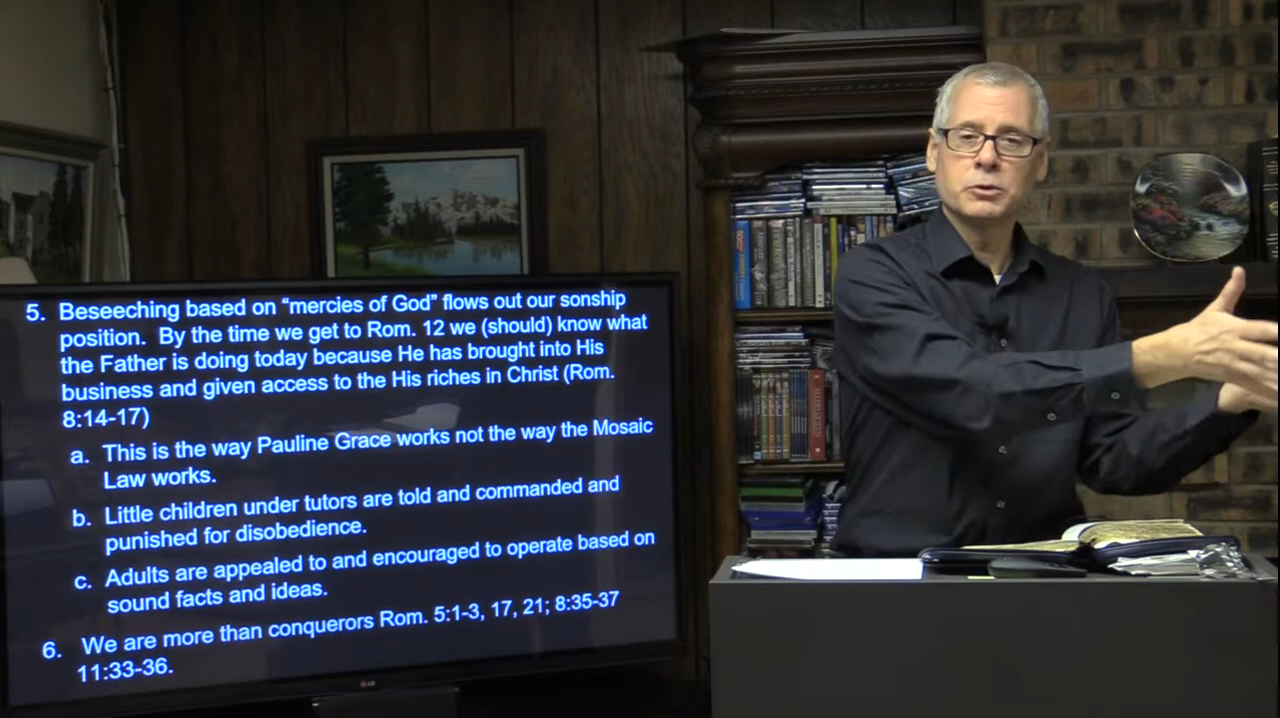 5. Beseeching based on “mercies of God” flows out our sonship
position. By the time we get to Rom. 12 we (should) know what
the Father is doing today because He has brought into His
business and given access to the His riches in Christ (Rom.
8:14-17)
a. This is the way Pauline Grace works not the way the Mosaic
Law works.
b. Little children under tutors are told and commanded and
punished for disobedience.
c. Adults are appealed to and encouraged to operate based on
sound facts and ideas.
6. We are more than conquerors Rom. 5:1-3, 17, 21; 8:35-37
11:33-36.
LG